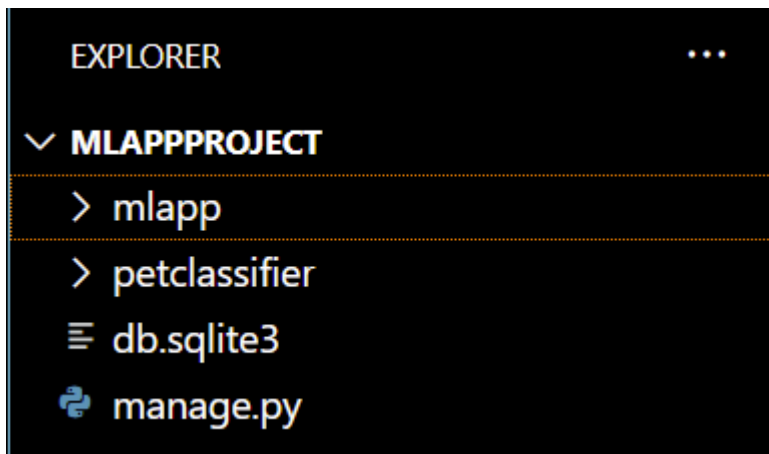 EXPLORER
MLAPPPROJECT
mlapp
petclassifier
db.sqlite3
manage.py